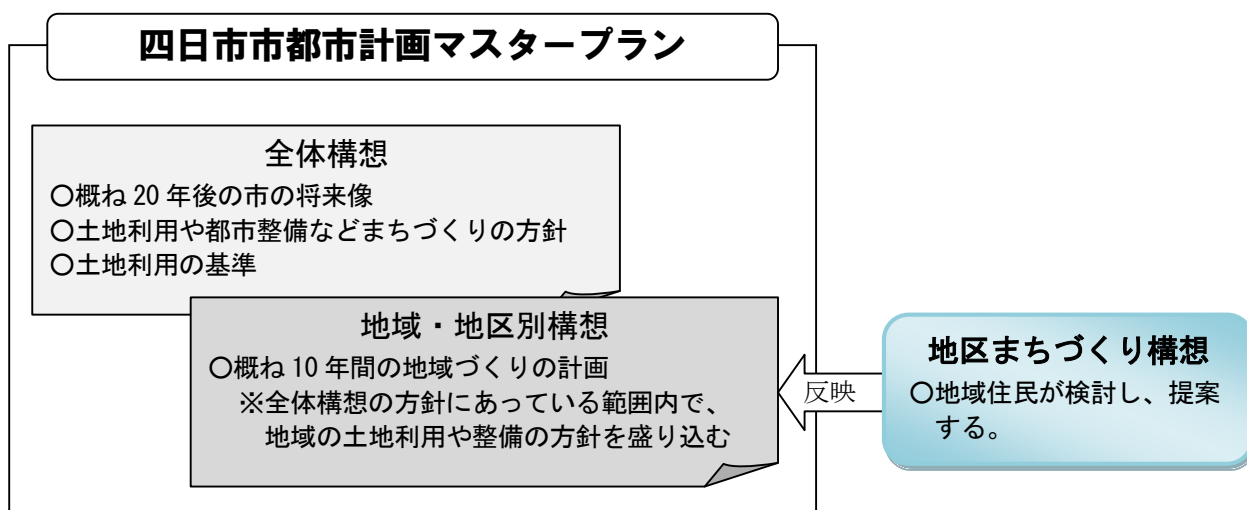 四日市市都市計画マスタープラン
全体構想
○概ね 20 年後の市の将来像
○土地利用や都市整備などまちづくりの方針
○土地利用の基準
地域・地区別構想
○概ね 10 年間の地域づくりの計画
※全体構想の方針にあっている範囲内で、
地域の土地利用や整備の方針を盛り込む
反映
地区まちづくり構想
○地域住民が検討し、提案
する。